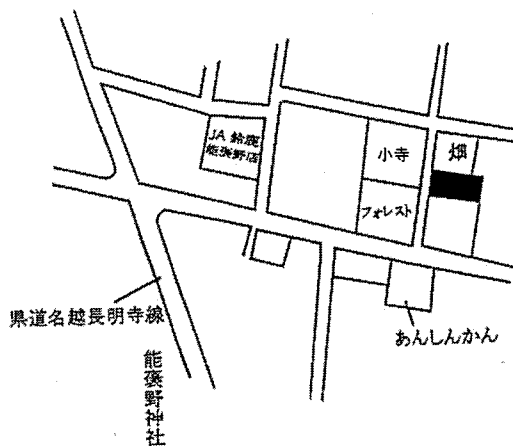 JA 鈴鹿
能褒野店
小寺
畑
フォレスト
県道名越長明寺線
あんしんかん
能褒野神社